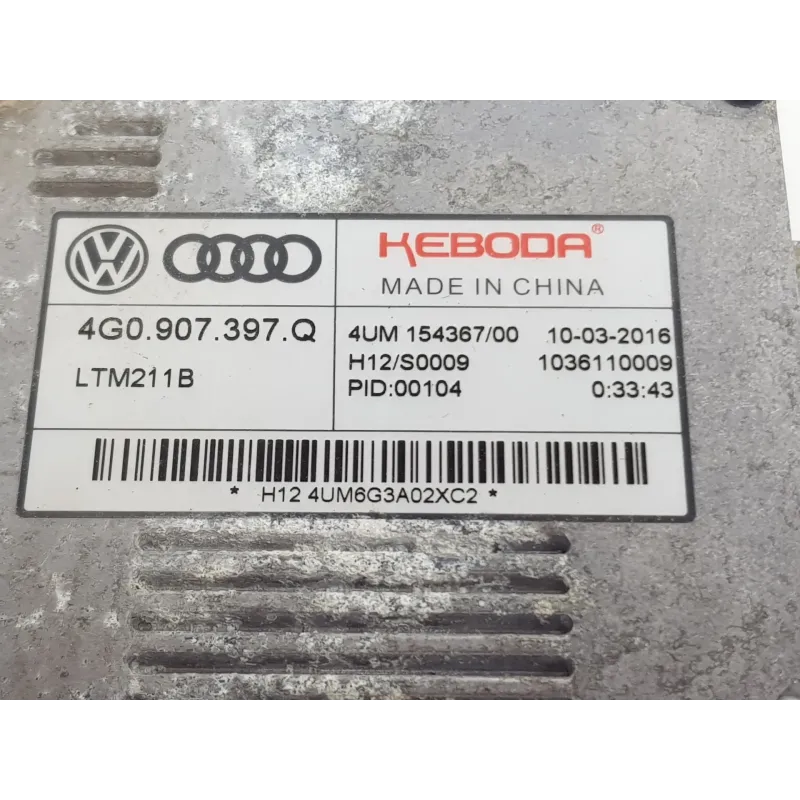 KEBODA®
MADE IN CHINA
4G0.907.397.Q
LTM211B
4UM 154367/00 10-03-2016
H12/S0009 1036110009
PID:00104 0:33:43
* H12 4UM6G3A02XC2 *